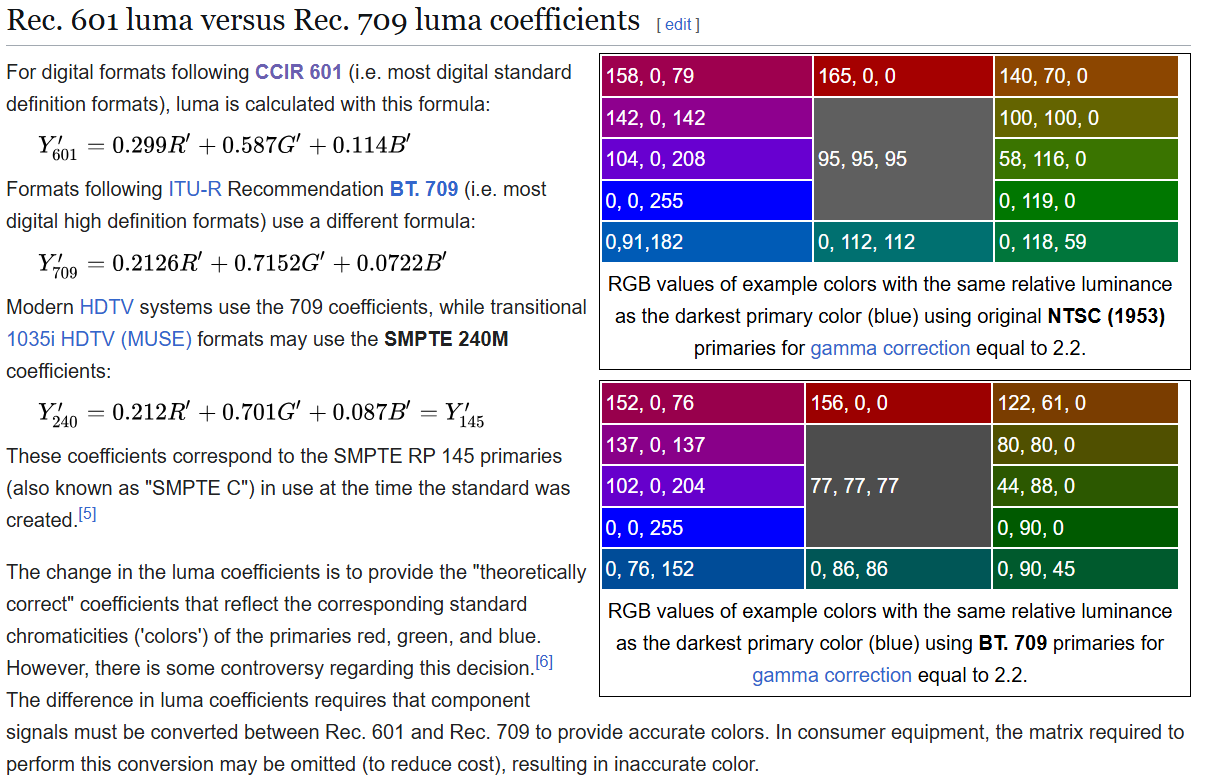 Rec. 601 luma versus Rec. 709 luma coefficients [ edit ]
For digital formats following CCIR 601 (i.e. most digital standard
definition formats), luma is calculated with this formula:
Y′601 = 0.299R′ + 0.587G′ + 0.114B′
Formats following ITU-R Recommendation BT. 709 (i.e. most
digital high definition formats) use a different formula:
Y′709 = 0.2126R′ + 0.7152G′ + 0.0722B′
Modern HDTV systems use the 709 coefficients, while transitional
1035i HDTV (MUSE) formats may use the SMPTE 240M
coefficients:
Y′240 = 0.212R′ + 0.701G′ + 0.087B′ = Y′145
These coefficients correspond to the SMPTE RP 145 primaries
(also known as "SMPTE C") in use at the time the standard was
created.[5]
The change in the luma coefficients is to provide the "theoretically
correct" coefficients that reflect the corresponding standard
chromaticities ('colors') of the primaries red, green, and blue.
However, there is some controversy regarding this decision.[6]
The difference in luma coefficients requires that component
signals must be converted between Rec. 601 and Rec. 709 to provide accurate colors. In consumer equipment, the matrix required to
perform this conversion may be omitted (to reduce cost), resulting in inaccurate color.
158, 0, 79 165, 0, 0 140, 70, 0
142, 0, 142 100, 100, 0
104, 0, 208 95, 95, 95 58, 116, 0
0, 0, 255 0, 119, 0
0,91,182 0, 112, 112 0, 118, 59
RGB values of example colors with the same relative luminance
as the darkest primary color (blue) using original NTSC (1953)
primaries for gamma correction equal to 2.2.
152, 0, 76 156, 0, 0 122, 61, 0
137, 0, 137 80, 80, 0
102, 0, 204 77, 77, 77 44, 88, 0
0, 0, 255 0, 90, 0
0, 76, 152 0, 86, 86 0, 90, 45
RGB values of example colors with the same relative luminance
as the darkest primary color (blue) using BT. 709 primaries for
gamma correction equal to 2.2.